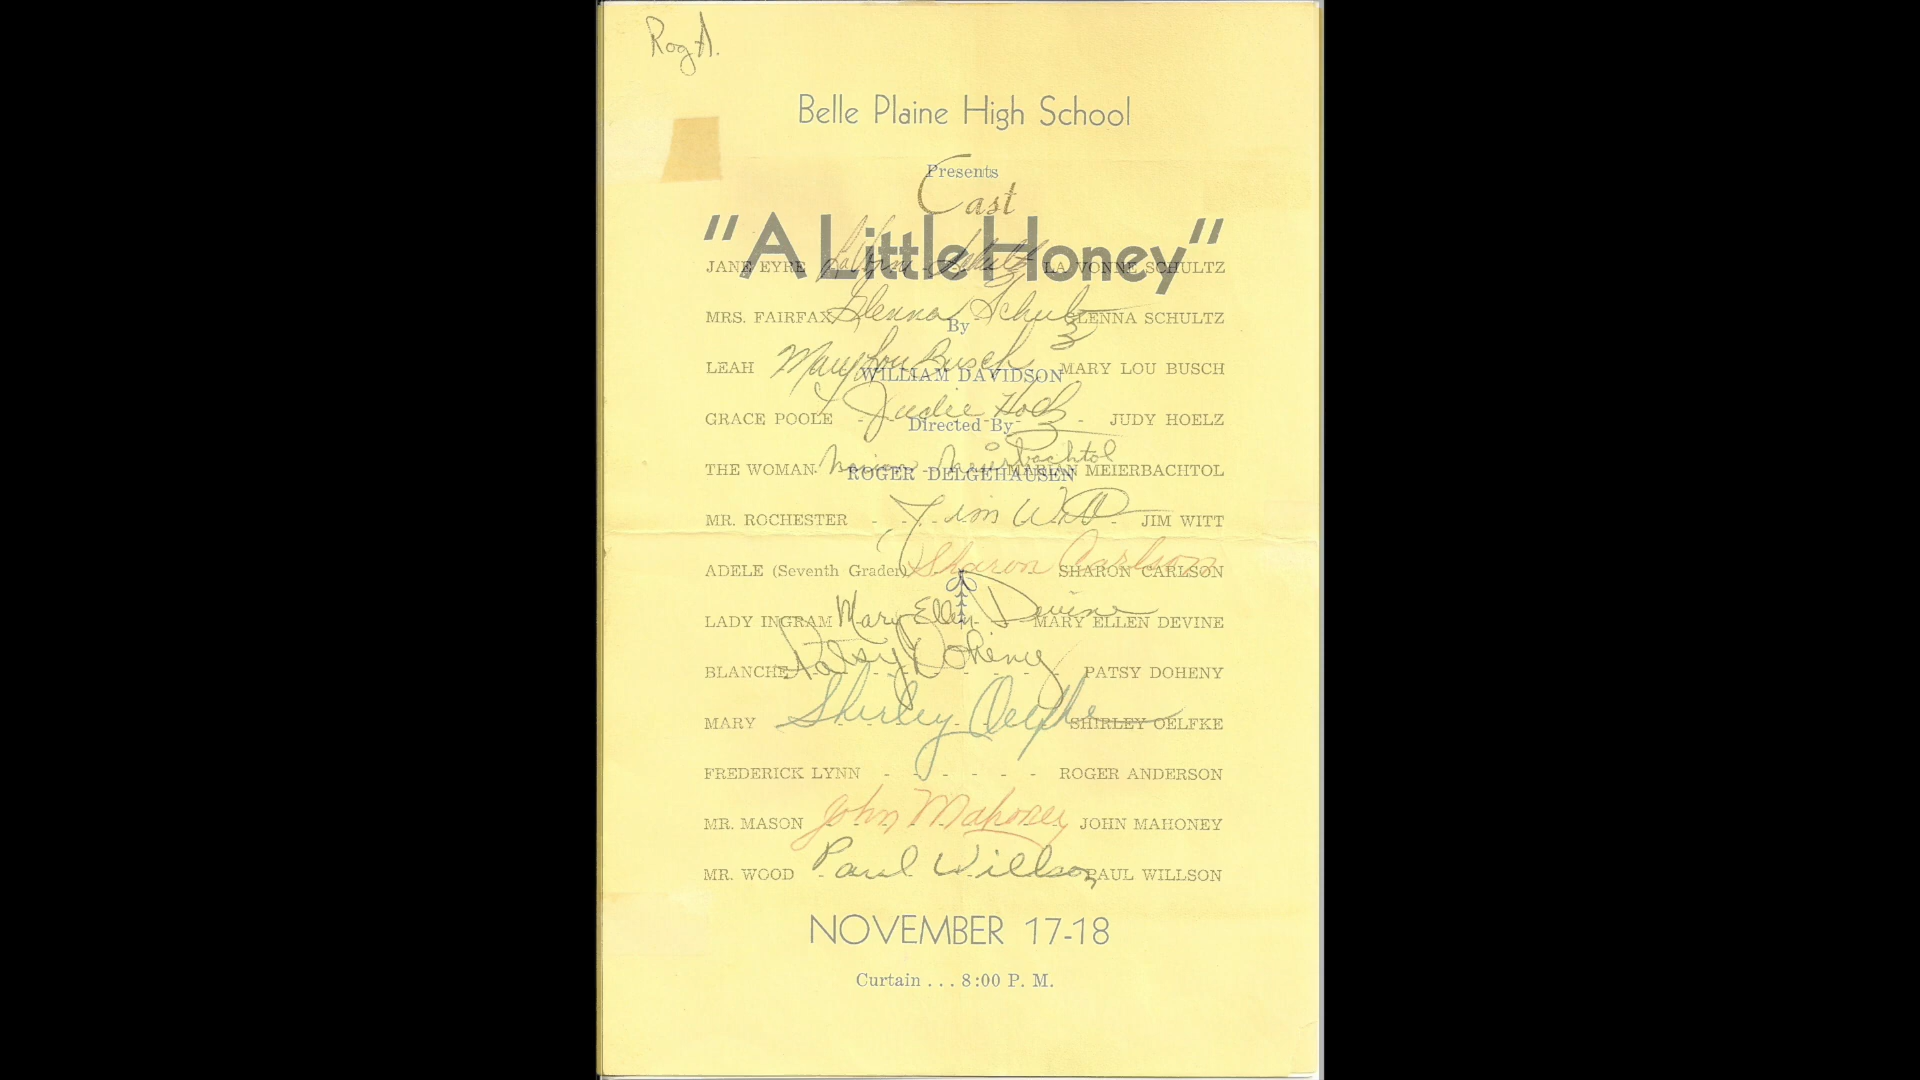 Rog A.
Belle Plaine High School
Presents
Cast
"A Little Honey"
JANE EYRE LaVonne Schultz LA VONNE SCHULTZ
MRS. FAIRFAX Glenna Schultz GLENNA SCHULTZ
By
LEAH Mary Lou Busch MARY LOU BUSCH
WILLIAM DAVIDSON
GRACE POOLE - Judie Hoelz - JUDY HOELZ
Directed By
THE WOMAN Marian Meierbachtol MARIAN MEIERBACHTOL
ROGER DELGEHAUSEN
MR. ROCHESTER - - Jim Witt - JIM WITT
ADELE (Seventh Grader) Sharon Carlson SHARON CARLSON
LADY INGRAM Mary Ellen Devine MARY ELLEN DEVINE
BLANCHE Patsy Doheny PATSY DOHENY
MARY Shirley Oelfke SHIRLEY OELFKE
FREDERICK LYNN - - - - - - ROGER ANDERSON
MR. MASON John Mahoney JOHN MAHONEY
MR. WOOD Paul Willson PAUL WILLSON
NOVEMBER 17-18
Curtain . . . 8:00 P. M.